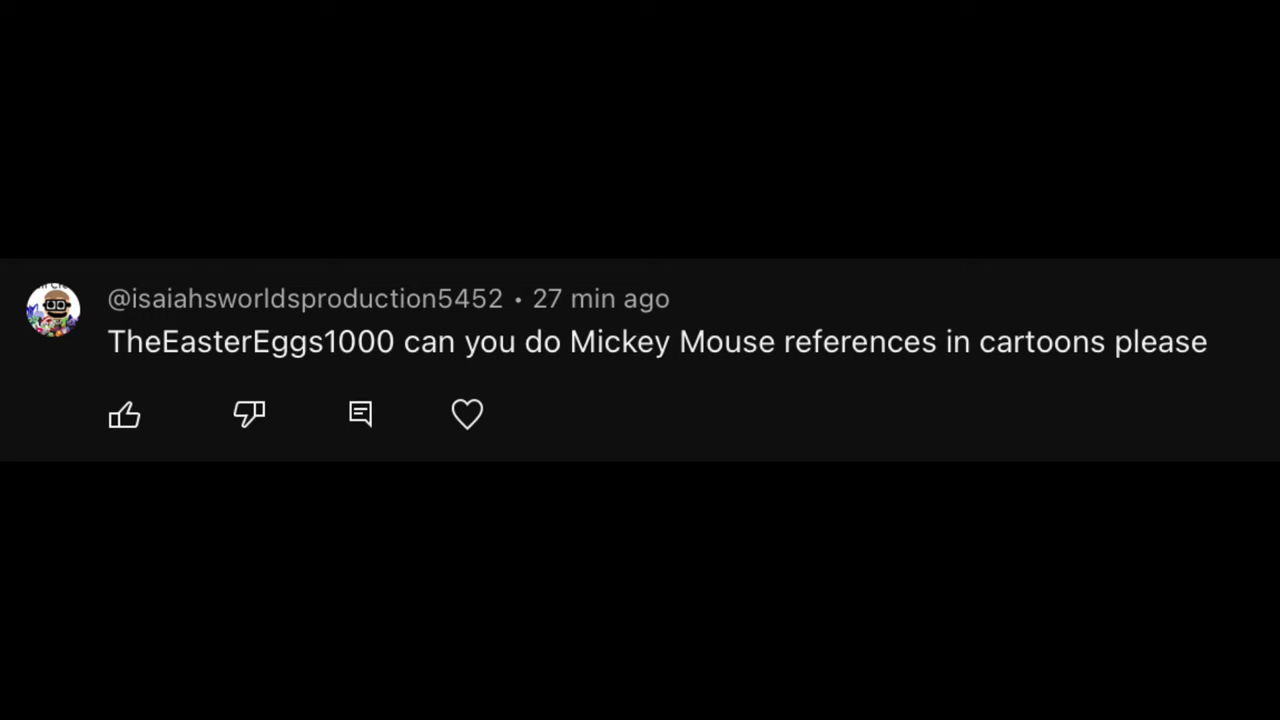 @isaiahsworldsproduction5452 • 27 min ago
TheEasterEggs1000 can you do Mickey Mouse references in cartoons please